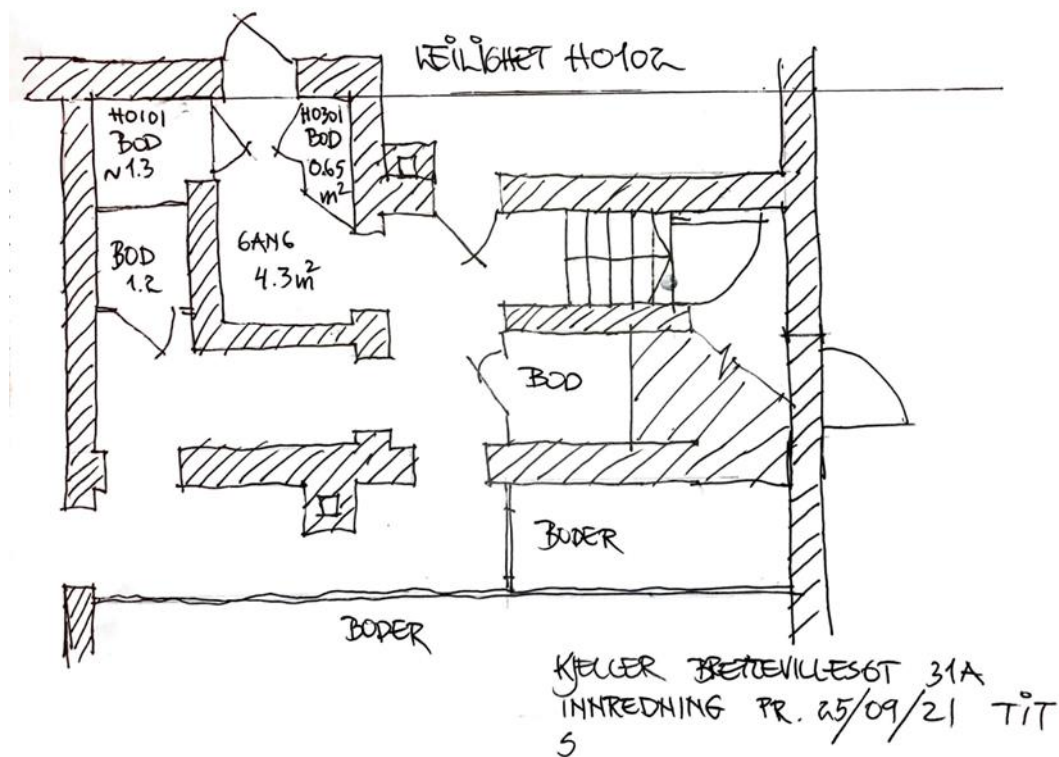 LEILIGHET H0102
H0101
BOD
~1.3
H0301
BOD
0.65
m²
BOD
1.2
GANG
4.3m²
BOD
BODER
BODER
KJELLER BRETTEVILLESGT 31A
INNREDNING PR. 25/09/21 TIT
S